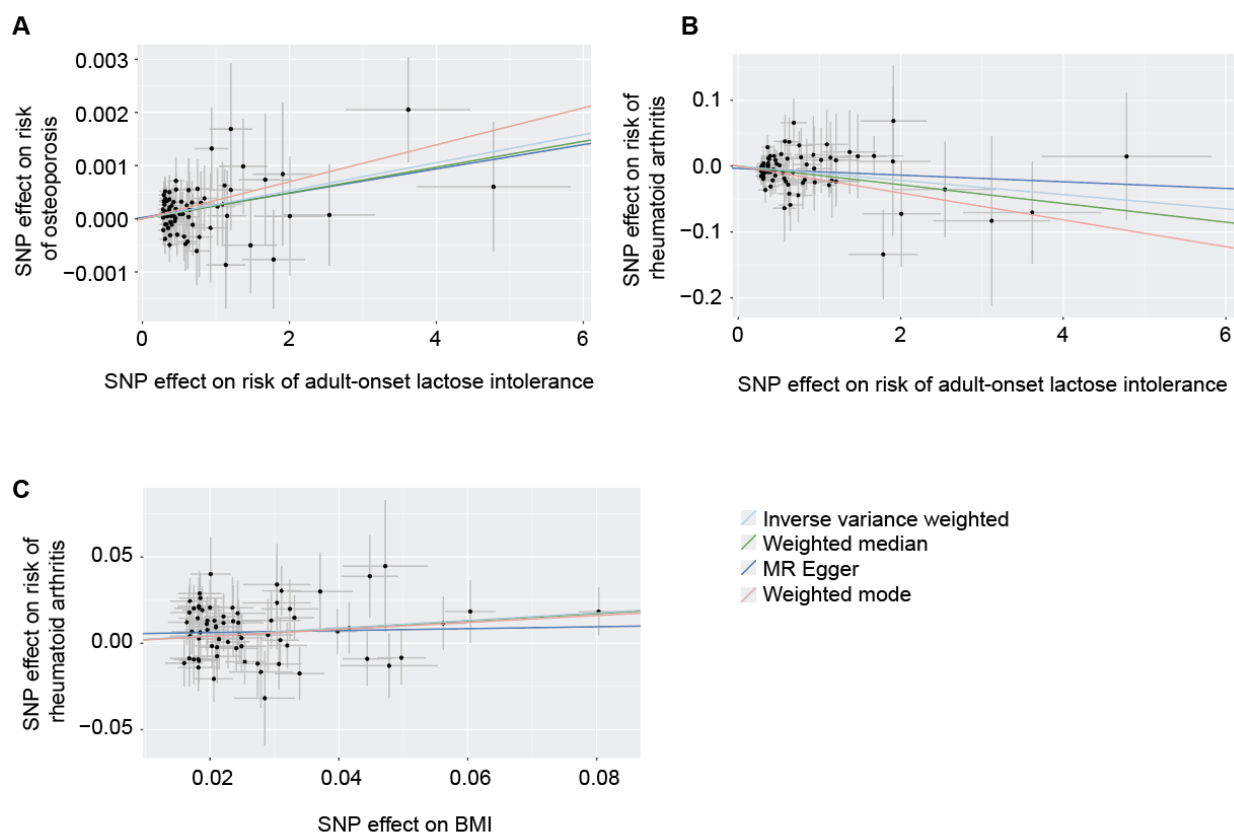 A
SNP effect on risk
of osteoporosis
0.003
0.002
0.001
0.000
−0.001
0
2
4
6
SNP effect on risk of adult-onset lactose intolerance
B
SNP effect on risk of
rheumatoid arthritis
0.1
0.0
−0.1
−0.2
0
2
4
6
SNP effect on risk of adult-onset lactose intolerance
C
SNP effect on risk of
rheumatoid arthritis
0.05
0.00
−0.05
0.02
0.04
0.06
0.08
SNP effect on BMI
Inverse variance weighted
Weighted median
MR Egger
Weighted mode